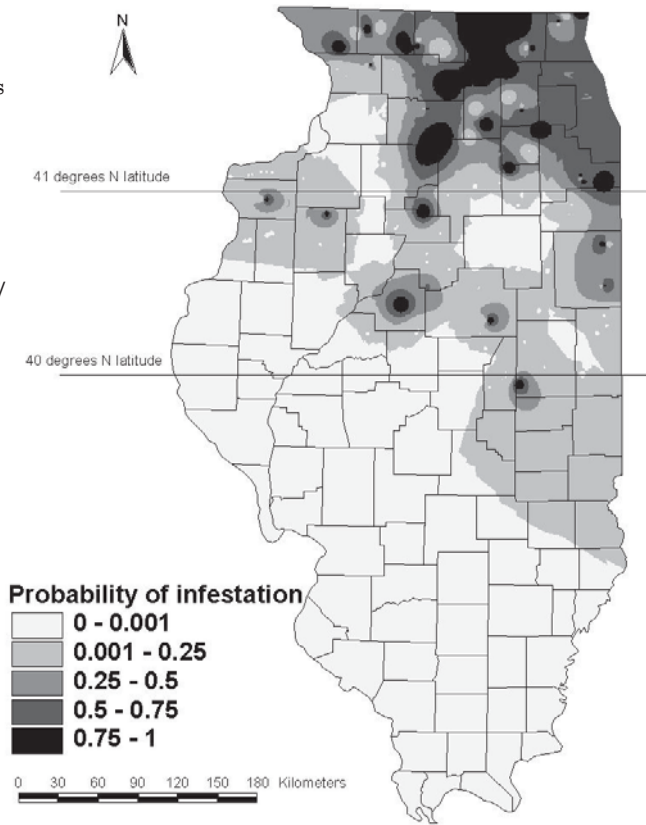 N
s
41 degrees N latitude
/
40 degrees N latitude
Probability of infestation
0 - 0.001
0.001 - 0.25
0.25 - 0.5
0.5 - 0.75
0.75 - 1
0 30 60 90 120 150 180 Kilometers